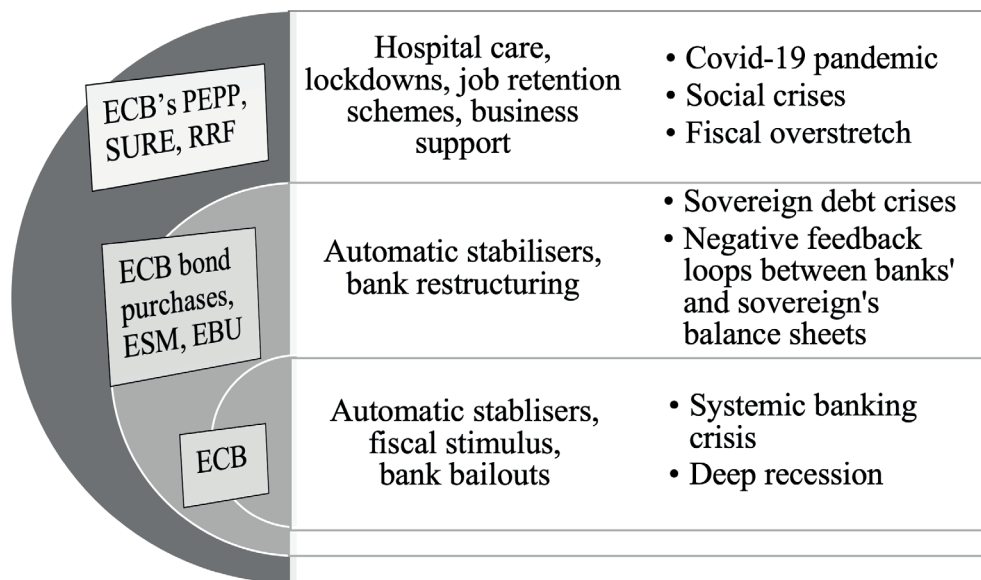 ECB's PEPP,
SURE, RRF
Hospital care,
lockdowns, job retention
schemes, business
support
• Covid-19 pandemic
• Social crises
• Fiscal overstretch
ECB bond
purchases,
ESM, EBU
Automatic stabilisers,
bank restructuring
• Sovereign debt crises
• Negative feedback
loops between banks'
and sovereign's
balance sheets
ECB
Automatic stablisers,
fiscal stimulus,
bank bailouts
• Systemic banking
crisis
• Deep recession